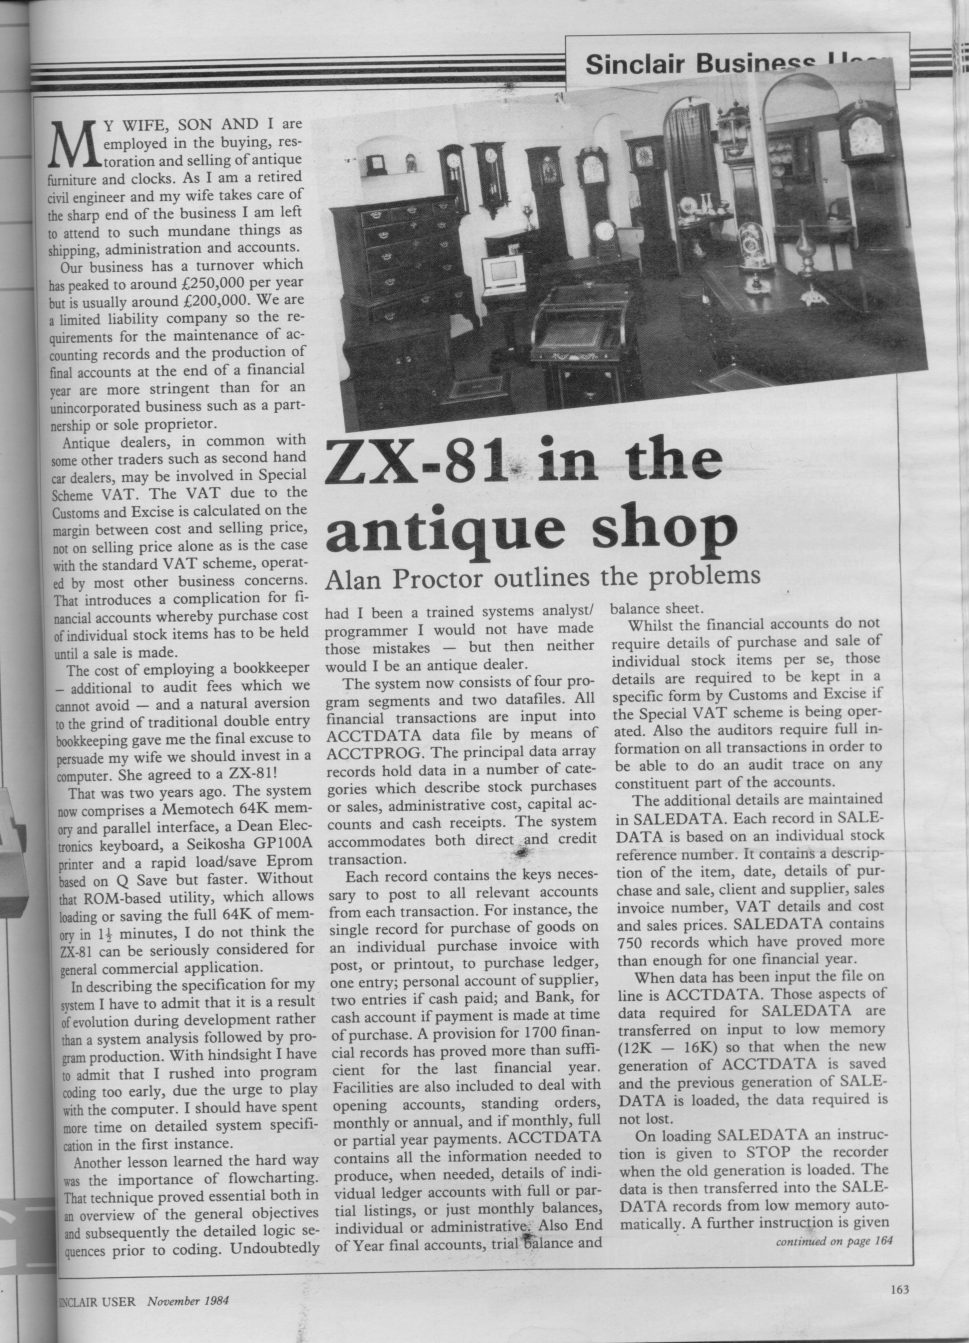 Sinclair Business User
MY WIFE, SON AND I are
employed in the buying, res-
toration and selling of antique
furniture and clocks. As I am a retired
civil engineer and my wife takes care of
the sharp end of the business I am left
to attend to such mundane things as
shipping, administration and accounts.
Our business has a turnover which
has peaked to around £250,000 per year
but is usually around £200,000. We are
a limited liability company so the re-
quirements for the maintenance of ac-
counting records and the production of
final accounts at the end of a financial
year are more stringent than for an
unincorporated business such as a part-
nership or sole proprietor.
Antique dealers, in common with
some other traders such as second hand
car dealers, may be involved in Special
Scheme VAT. The VAT due to the
Customs and Excise is calculated on the
margin between cost and selling price,
not on selling price alone as is the case
with the standard VAT scheme, operat-
ed by most other business concerns.
That introduces a complication for fi-
nancial accounts whereby purchase cost
of individual stock items has to be held
until a sale is made.
The cost of employing a bookkeeper
— additional to audit fees which we
cannot avoid — and a natural aversion
to the grind of traditional double entry
bookkeeping gave me the final excuse to
persuade my wife we should invest in a
computer. She agreed to a ZX-81!
That was two years ago. The system
now comprises a Memotech 64K mem-
ory and parallel interface, a Dean Elec-
tronics keyboard, a Seikosha GP100A
printer and a rapid load/save Eprom
based on Q Save but faster. Without
that ROM-based utility, which allows
loading or saving the full 64K of mem-
ory in 1½ minutes, I do not think the
ZX-81 can be seriously considered for
general commercial application.
In describing the specification for my
system I have to admit that it is a result
of evolution during development rather
than a system analysis followed by pro-
gram production. With hindsight I have
to admit that I rushed into program
coding too early, due the urge to play
with the computer. I should have spent
more time on detailed system specifi-
cation in the first instance.
Another lesson learned the hard way
was the importance of flowcharting.
That technique proved essential both in
an overview of the general objectives
and subsequently the detailed logic se-
quences prior to coding. Undoubtedly
ZX-81 in the
antique shop
Alan Proctor outlines the problems
had I been a trained systems analyst/
programmer I would not have made
those mistakes — but then neither
would I be an antique dealer.
The system now consists of four pro-
gram segments and two datafiles. All
financial transactions are input into
ACCTDATA data file by means of
ACCTPROG. The principal data array
records hold data in a number of cate-
gories which describe stock purchases
or sales, administrative cost, capital ac-
counts and cash receipts. The system
accommodates both direct and credit
transaction.
Each record contains the keys neces-
sary to post to all relevant accounts
from each transaction. For instance, the
single record for purchase of goods on
an individual purchase invoice with
post, or printout, to purchase ledger,
one entry; personal account of supplier,
two entries if cash paid; and Bank, for
cash account if payment is made at time
of purchase. A provision for 1700 finan-
cial records has proved more than suffi-
cient for the last financial year.
Facilities are also included to deal with
opening accounts, standing orders,
monthly or annual, and if monthly, full
or partial year payments. ACCTDATA
contains all the information needed to
produce, when needed, details of indi-
vidual ledger accounts with full or par-
tial listings, or just monthly balances,
individual or administrative. Also End
of Year final accounts, trial balance and
balance sheet.
Whilst the financial accounts do not
require details of purchase and sale of
individual stock items per se, those
details are required to be kept in a
specific form by Customs and Excise if
the Special VAT scheme is being oper-
ated. Also the auditors require full in-
formation on all transactions in order to
be able to do an audit trace on any
constituent part of the accounts.
The additional details are maintained
in SALEDATA. Each record in SALE-
DATA is based on an individual stock
reference number. It contains a descrip-
tion of the item, date, details of pur-
chase and sale, client and supplier, sales
invoice number, VAT details and cost
and sales prices. SALEDATA contains
750 records which have proved more
than enough for one financial year.
When data has been input the file on
line is ACCTDATA. Those aspects of
data required for SALEDATA are
transferred on input to low memory
(12K — 16K) so that when the new
generation of ACCTDATA is saved
and the previous generation of SALE-
DATA is loaded, the data required is
not lost.
On loading SALEDATA an instruc-
tion is given to STOP the recorder
when the old generation is loaded. The
data is then transferred into the SALE-
DATA records from low memory auto-
matically. A further instruction is given
continued on page 164
SINCLAIR USER November 1984
163